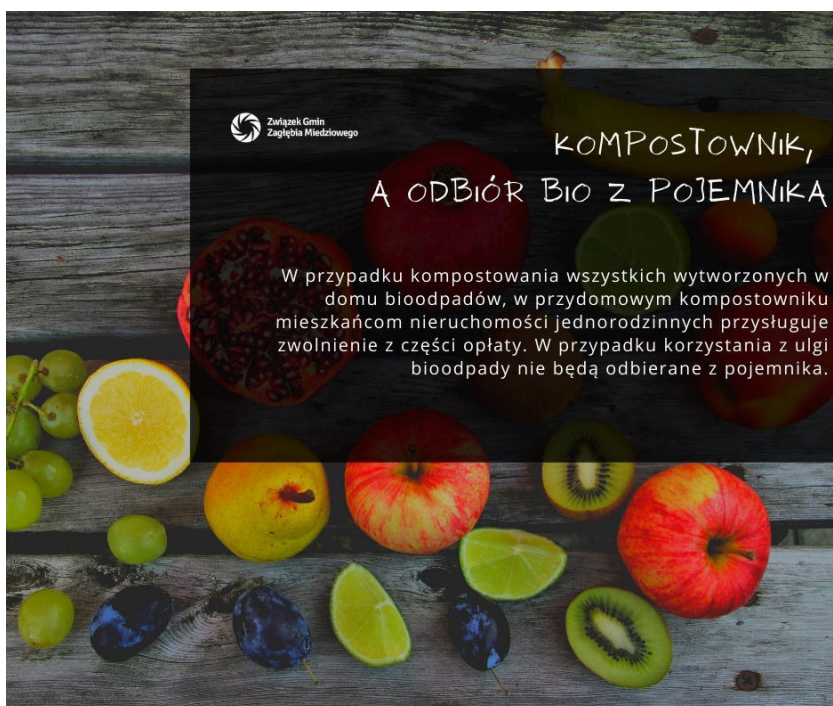 Związek Gmin
Zagłębia Miedziowego
KOMPOSTOWNIK,
A ODBIÓR BIO Z POJEMNIKA
W przypadku kompostowania wszystkich wytworzonych w
domu bioodpadów, w przydomowym kompostowniku
mieszkańcom nieruchomości jednorodzinnych przysługuje
zwolnienie z części opłaty. W przypadku korzystania z ulgi
bioodpady nie będą odbierane z pojemnika.